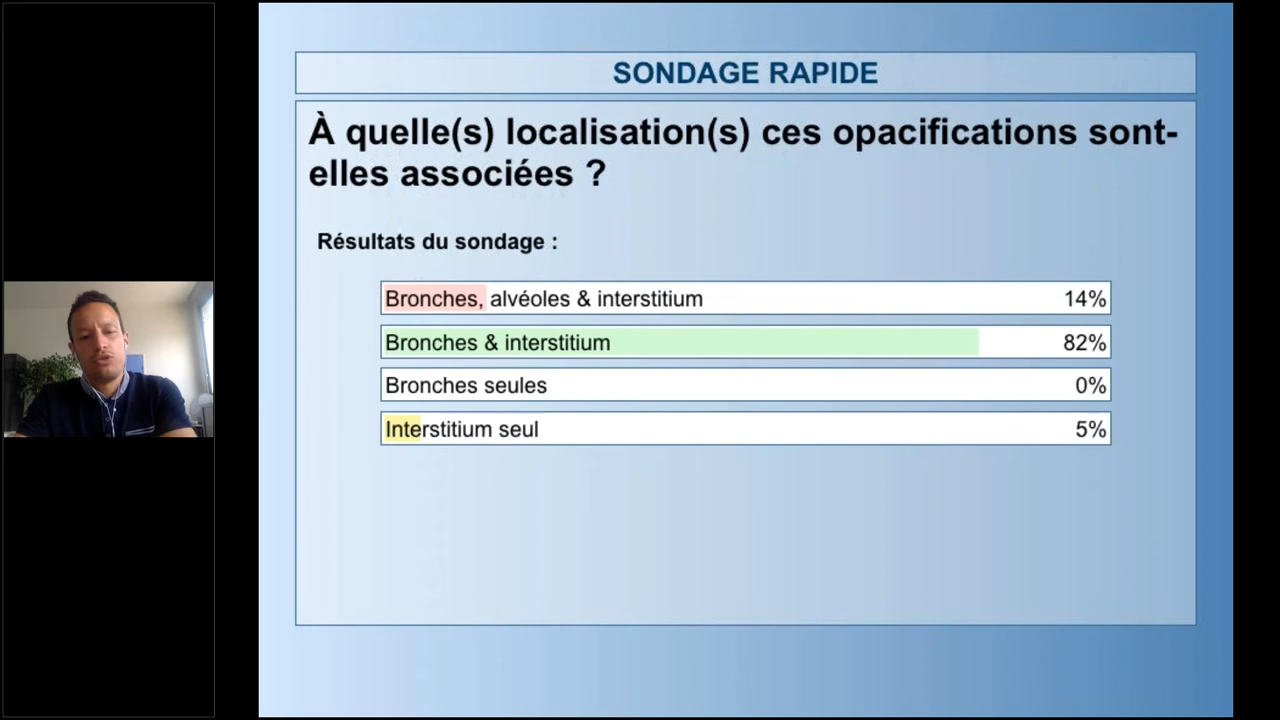 SONDAGE RAPIDE
À quelle(s) localisation(s) ces opacifications sont-
elles associées ?
Résultats du sondage :
Bronches, alvéoles & interstitium 14%
Bronches & interstitium 82%
Bronches seules 0%
Interstitium seul 5%